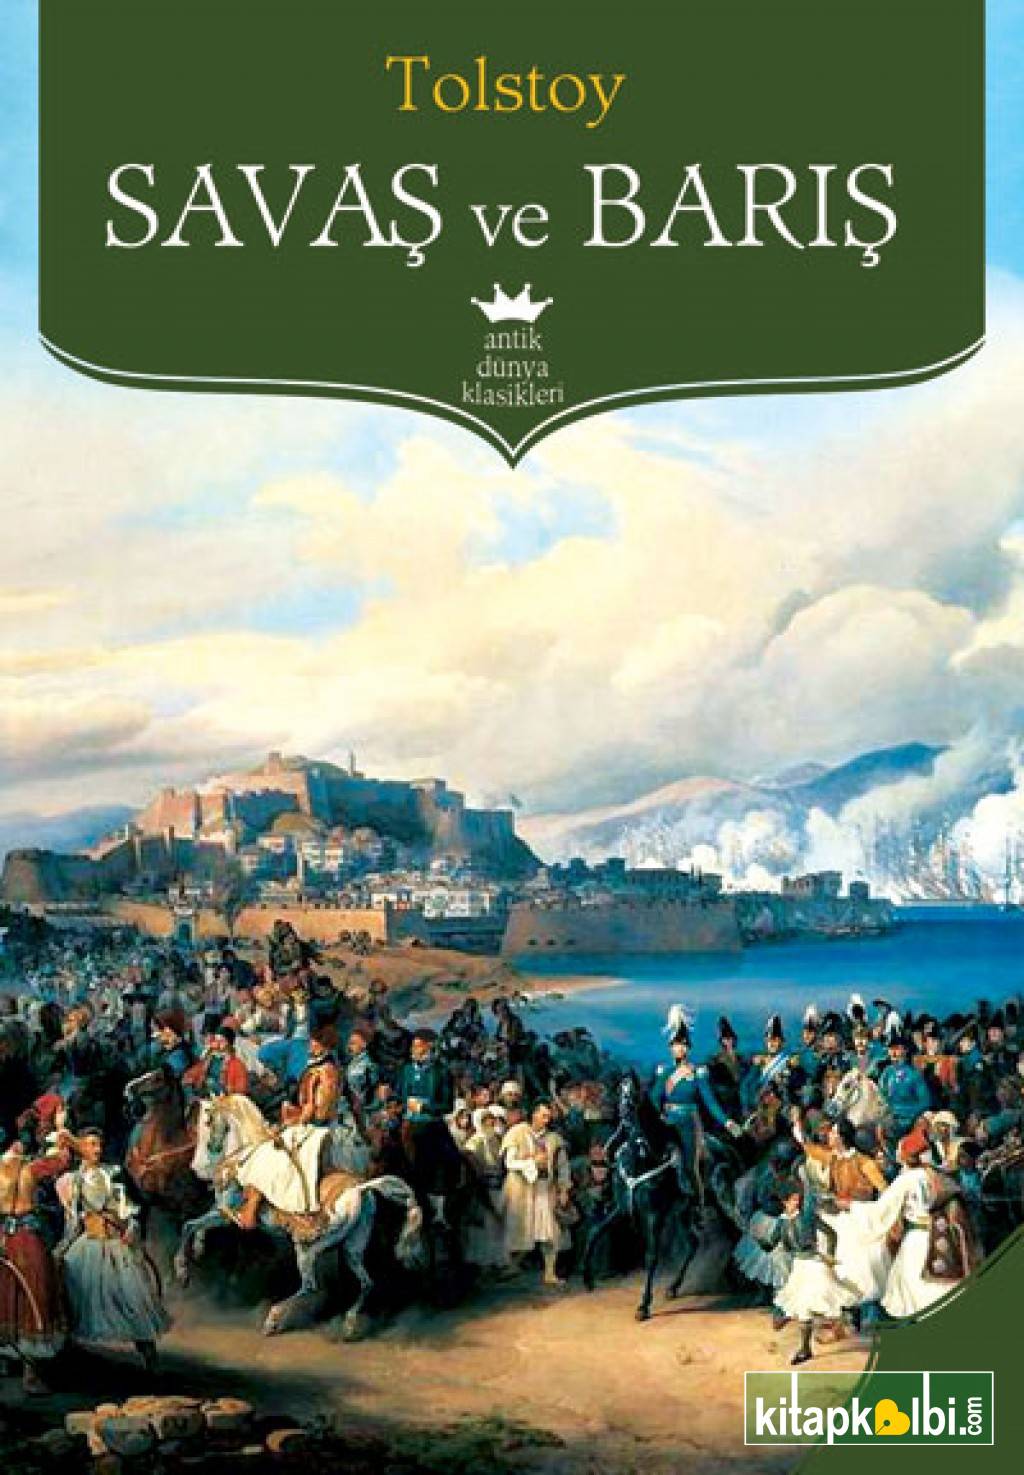 Tolstoy
SAVAŞ ve BARIŞ
antik
dünya
klasikleri
kitapkalbi.com